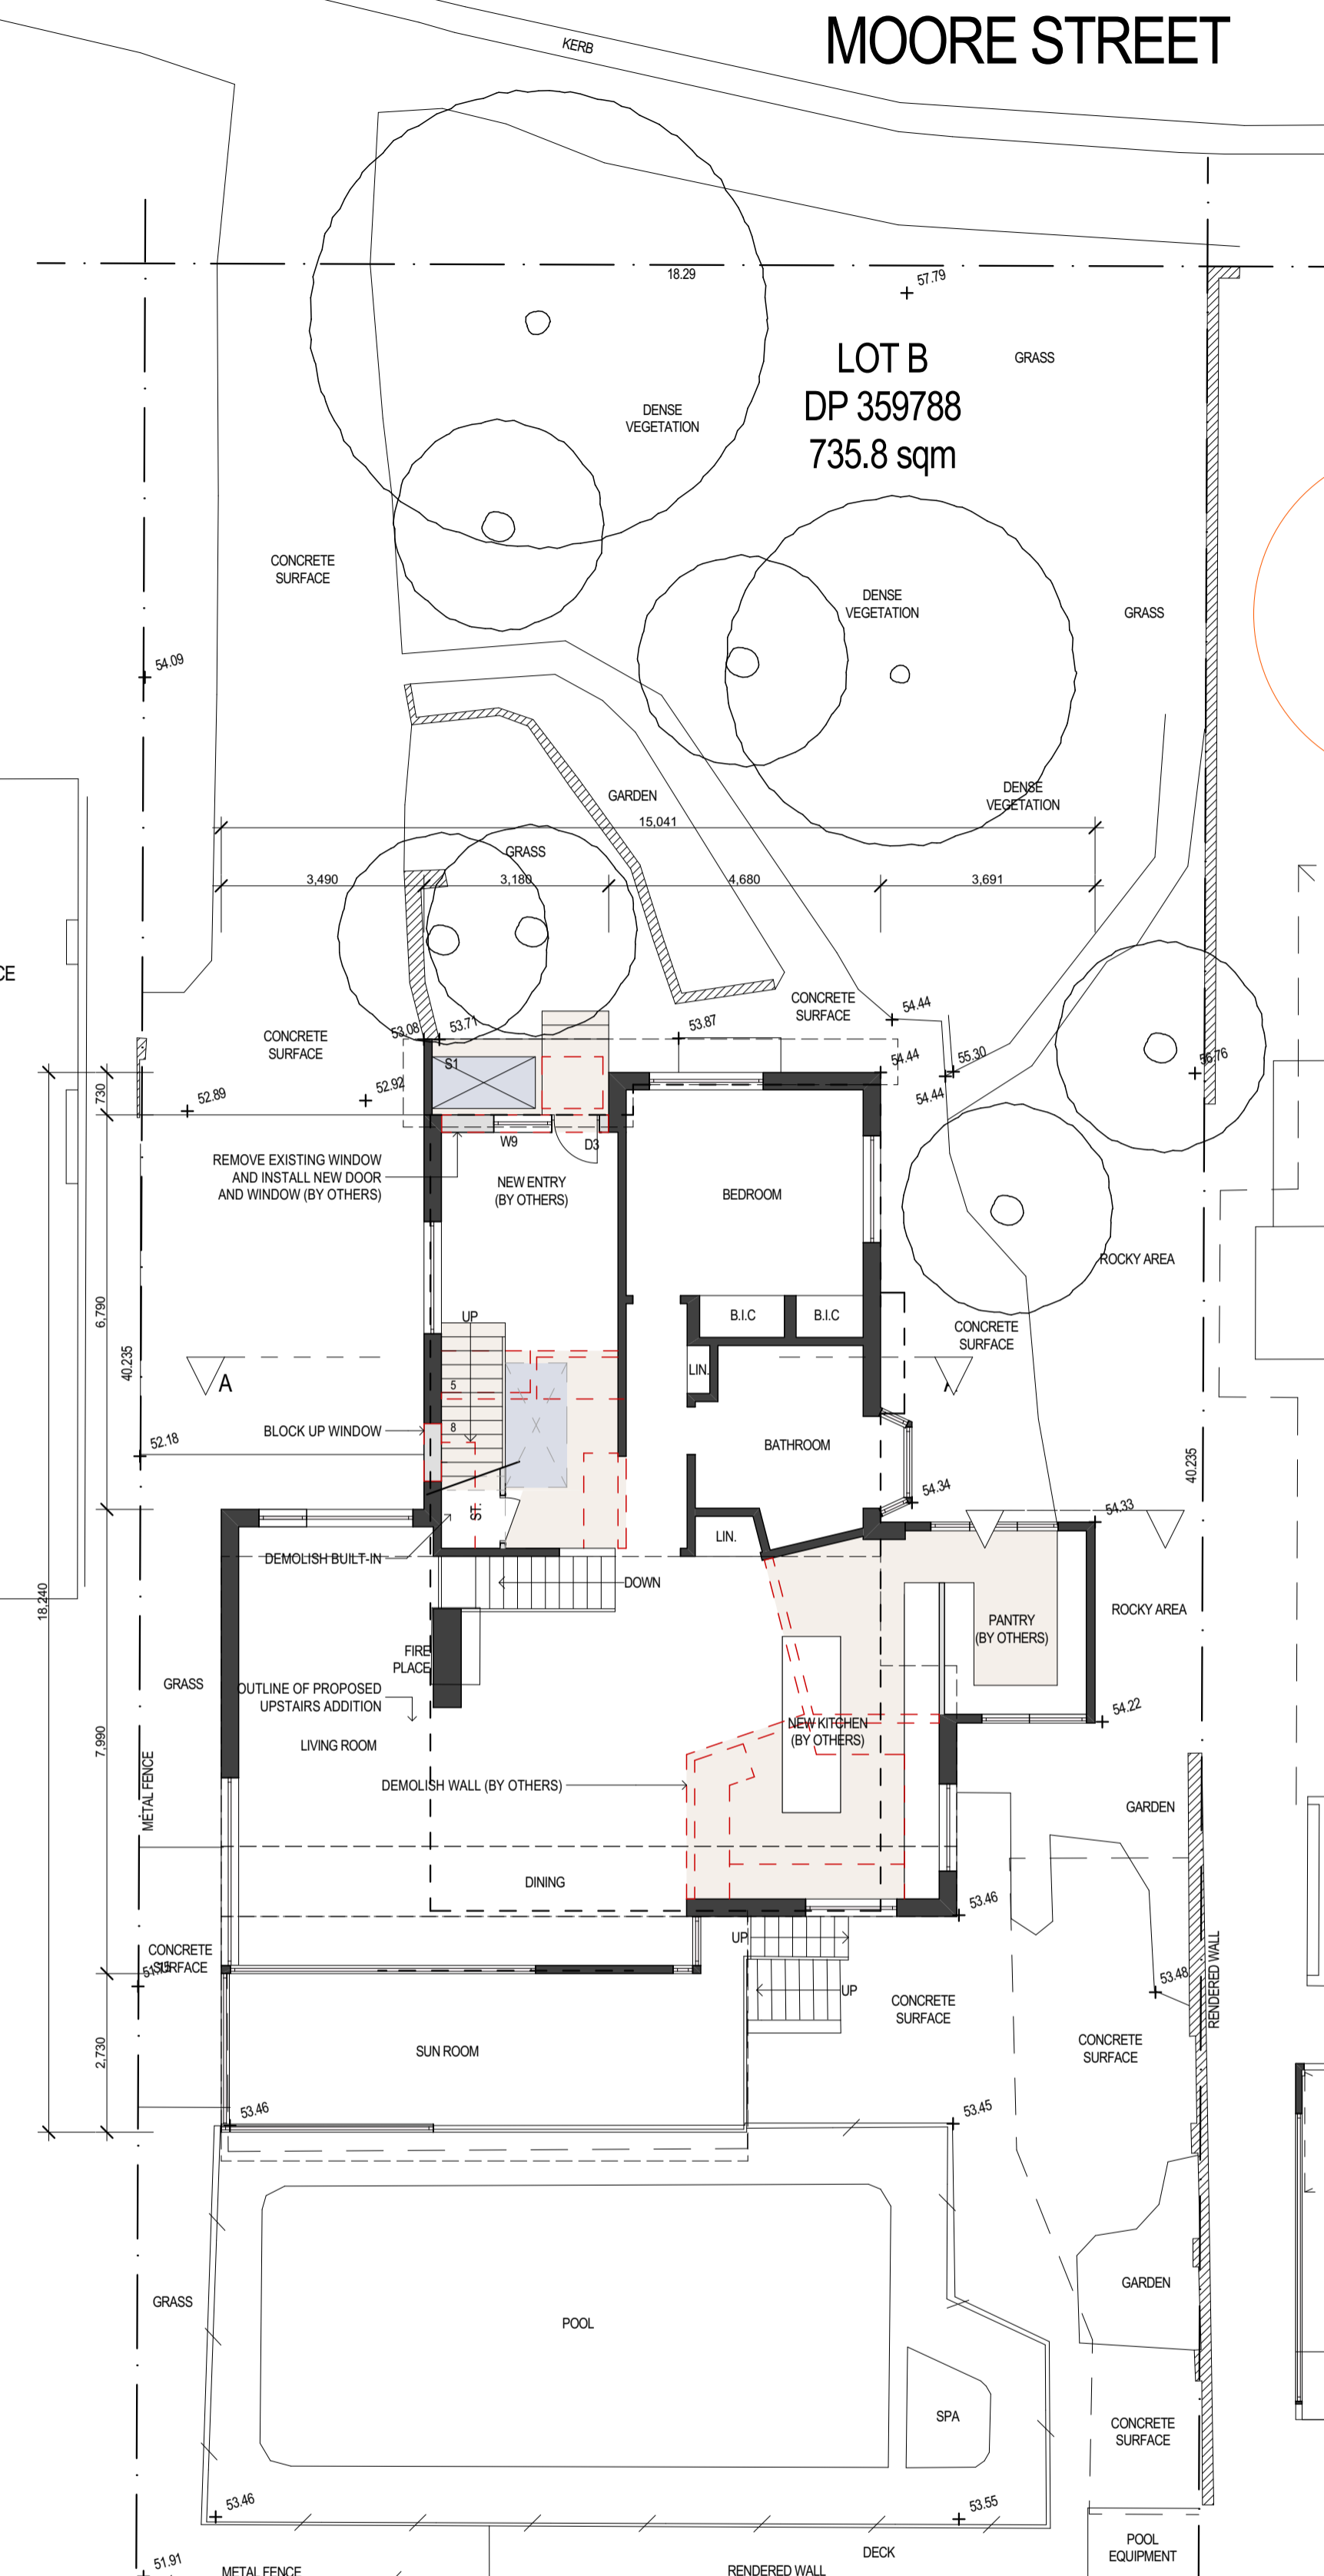 MOORE STREET
KERB
18.29
57.79
LOT B
DP 359788
735.8 sqm
GRASS
DENSE
VEGETATION
CONCRETE
SURFACE
DENSE
VEGETATION
GRASS
54.09
DENSE
VEGETATION
GARDEN
15,041
GRASS
3,490
3,180
4,680
3,691
CE
CONCRETE
SURFACE
CONCRETE
SURFACE
53.08
53.71
53.87
54.44
54.44
55.30
54.44
56.76
S1
730
52.89
52.92
W9
D3
REMOVE EXISTING WINDOW
AND INSTALL NEW DOOR
AND WINDOW (BY OTHERS)
NEW ENTRY
(BY OTHERS)
BEDROOM
ROCKY AREA
6,790
40.235
UP
B.I.C
B.I.C
CONCRETE
SURFACE
LIN.
A
5
8
BLOCK UP WINDOW
52.18
BATHROOM
40.235
54.34
54.33
ST.
LIN.
DEMOLISH BUILT-IN
DOWN
18,240
ROCKY AREA
PANTRY
(BY OTHERS)
FIRE
PLACE
GRASS
OUTLINE OF PROPOSED
UPSTAIRS ADDITION
54.22
NEW KITCHEN
(BY OTHERS)
LIVING ROOM
7,990
METAL FENCE
DEMOLISH WALL (BY OTHERS)
GARDEN
DINING
53.46
UP
CONCRETE
SURFACE
53.48
RENDERED WALL
UP
CONCRETE
SURFACE
CONCRETE
SURFACE
SUN ROOM
2,730
53.46
53.45
GARDEN
GRASS
POOL
SPA
CONCRETE
SURFACE
53.46
53.55
DECK
POOL
EQUIPMENT
51.91
METAL FENCE
RENDERED WALL